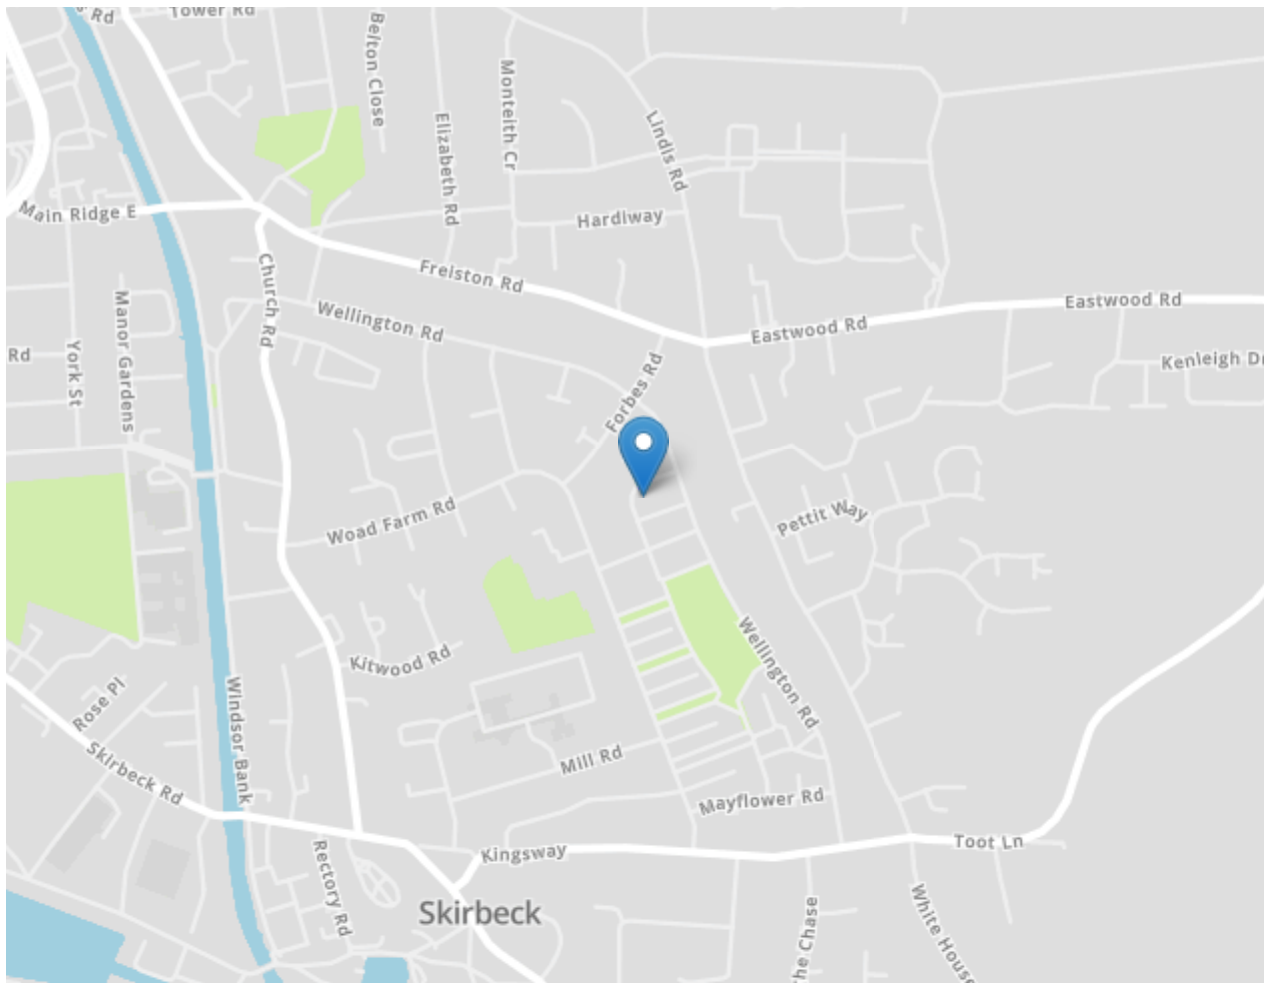 Rd
Tower Rd
Belton Close
Monteith Cr
Elizabeth Rd
Lindis Rd
Main Ridge E
Hardiway
Church Rd
Freiston Rd
Wellington Rd
Eastwood Rd
Eastwood Rd
Manor Gardens
York St
Rd
Kenleigh Dr
Forbes Rd
Woad Farm Rd
Pettit Way
Kitwood Rd
Wellington Rd
Rose Pl
Windsor Bank
Skirbeck Rd
Mill Rd
Mayflower Rd
Kingsway
Toot Ln
Rectory Rd
Skirbeck
he Chase
White House